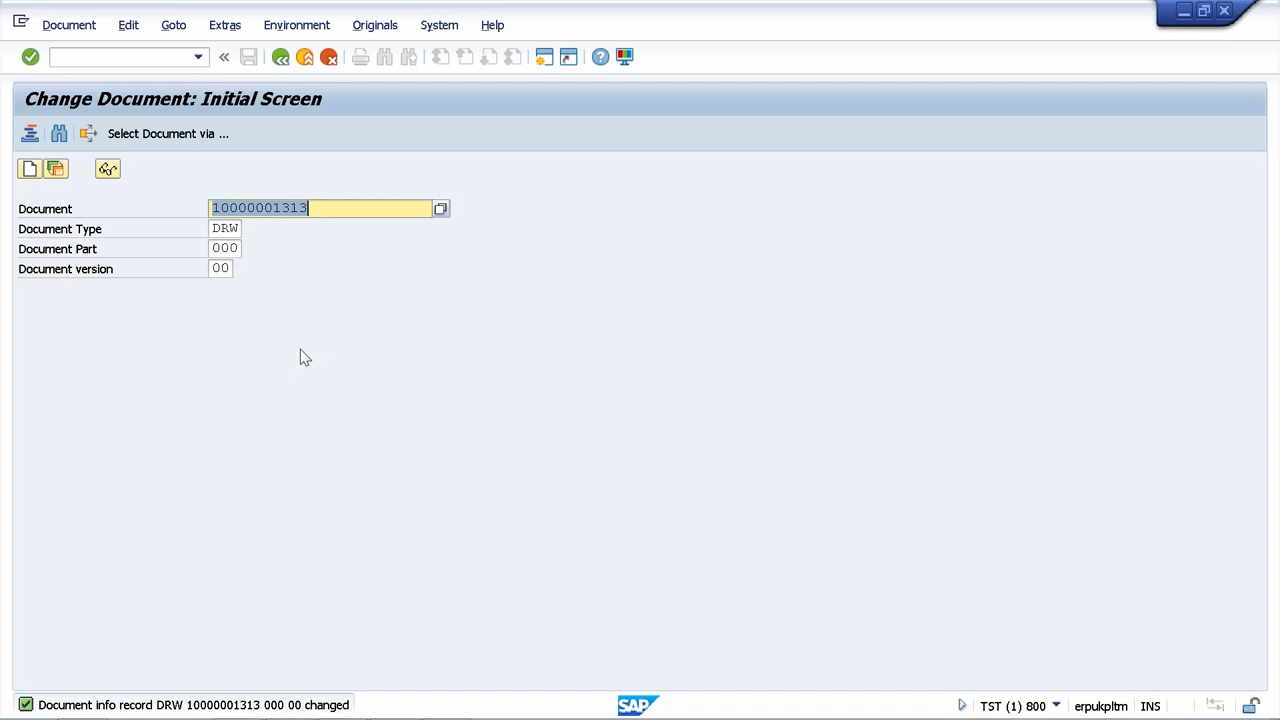 Document Edit Goto Extras Environment Originals System Help
Change Document: Initial Screen
Select Document via ...
Document 10000001313
Document Type DRW
Document Part 000
Document version 00
Document info record DRW 10000001313 000 00 changed
SAP
TST (1) 800 erpukpltm INS